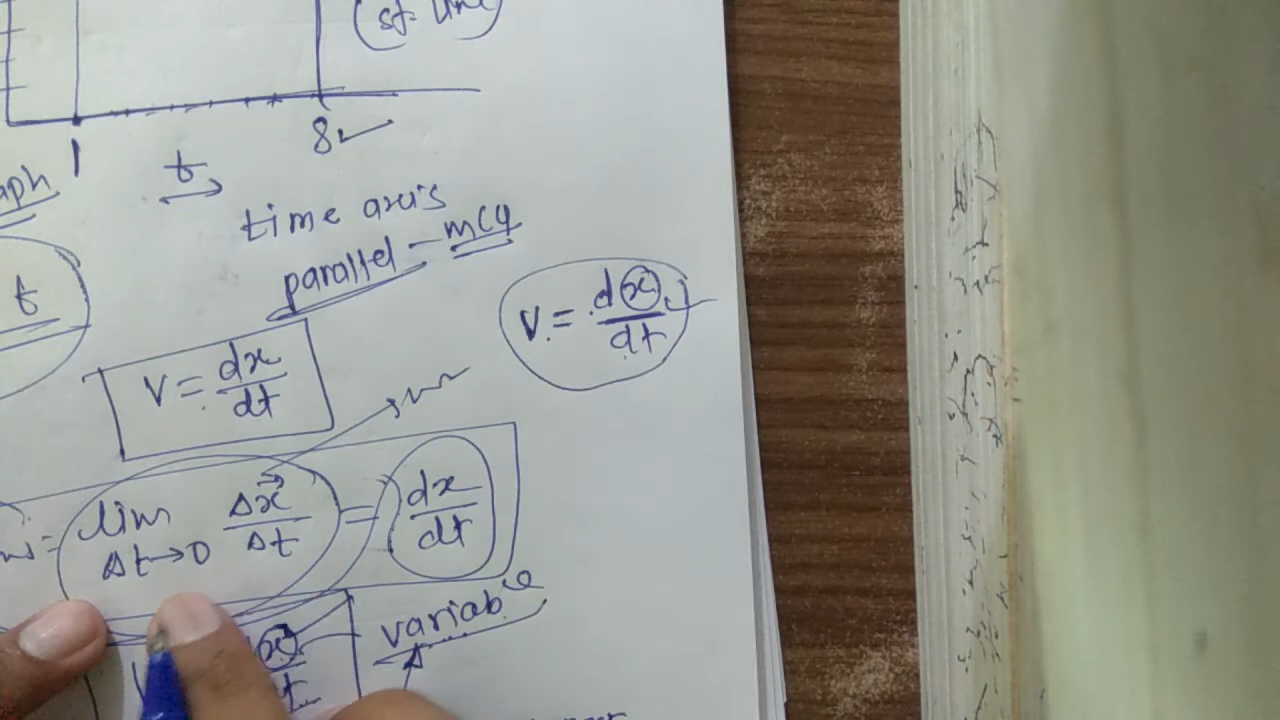 (st. line)
1
8 ✓
t →
time axis
parallel - MCQ
t
V = dx/dt
V = dx/dt
lim Δt→0 Δx⃗/Δt = dx/dt
variable